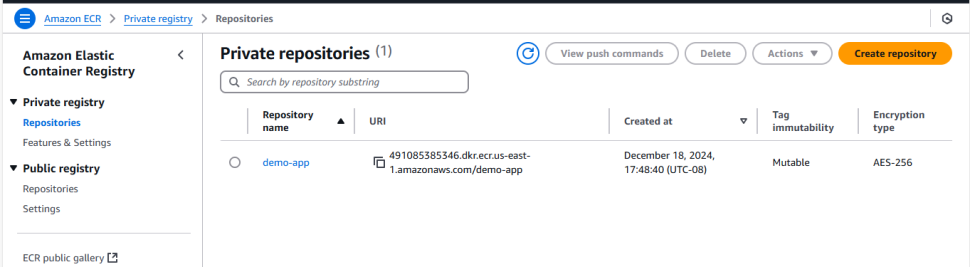 Amazon ECR > Private registry > Repositories
Amazon Elastic
Container Registry
Private registry
Repositories
Features & Settings
Public registry
Repositories
Settings
ECR public gallery
Private repositories (1)
View push commands
Delete
Actions
Create repository
Search by repository substring
Repository
name
URI
Created at
Tag
immutability
Encryption
type
demo-app
491085385346.dkr.ecr.us-east-
1.amazonaws.com/demo-app
December 18, 2024,
17:48:40 (UTC-08)
Mutable
AES-256